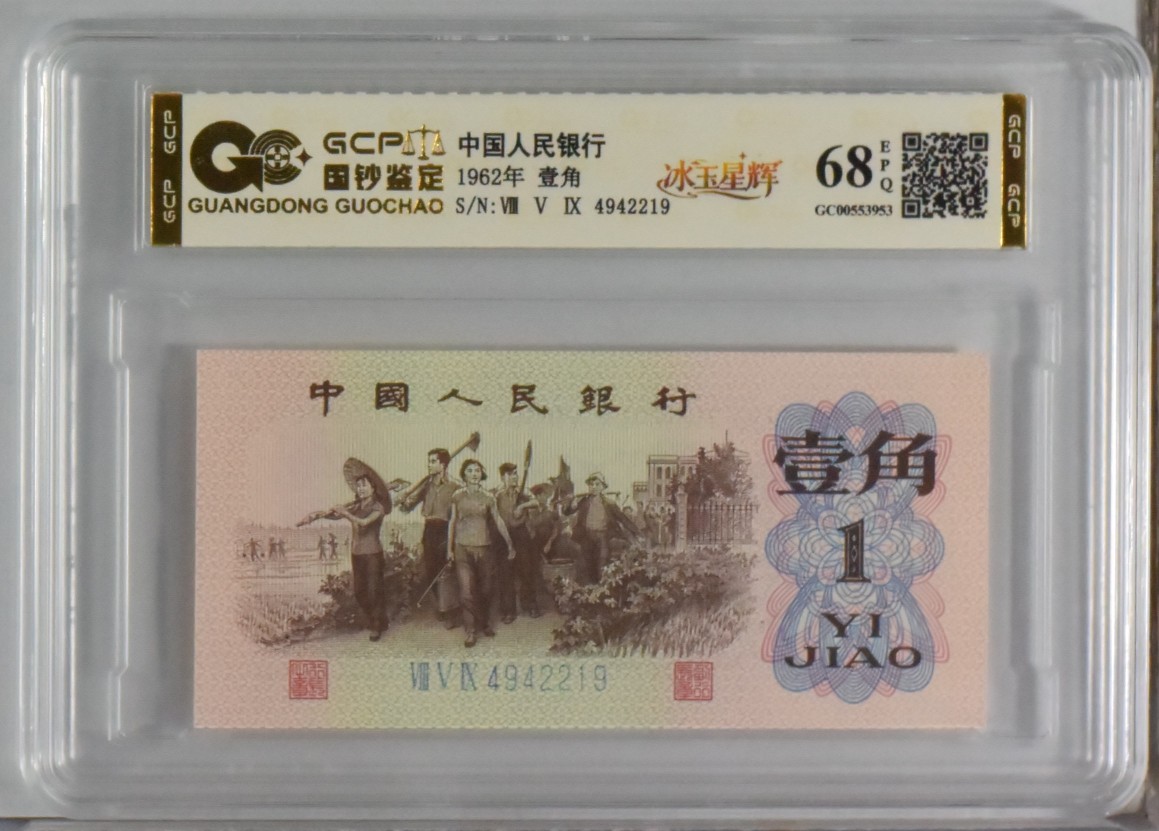 GCP
GCP
GCP
国钞鉴定
GUANGDONG GUOCHAO
中国人民银行
1962年 壹角
S/N:Ⅷ Ⅴ Ⅸ 4942219
冰玉星辉
68
EPQ
GC00553953
GCP
GCP
中國人民銀行
壹角
1
YI
JIAO
Ⅷ Ⅴ Ⅸ 4942219